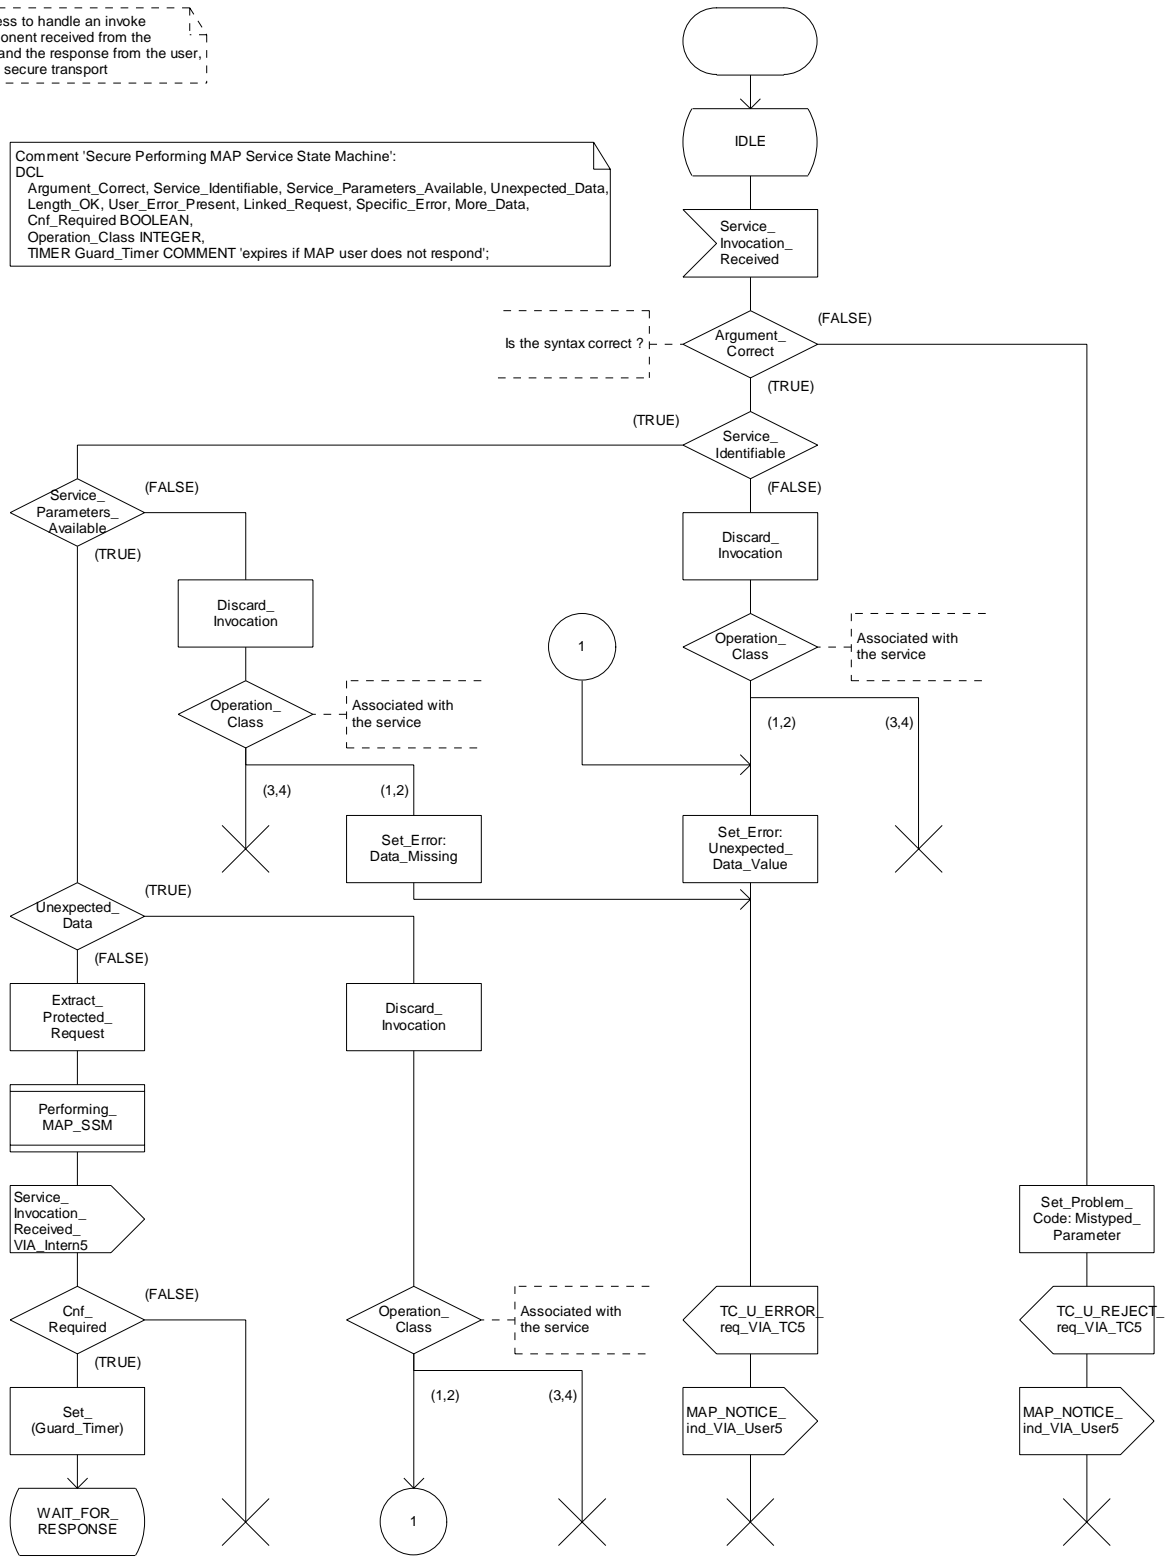 ess to handle an invoke
onent received from the
and the response from the user,
secure transport
Comment 'Secure Performing MAP Service State Machine':
DCL
Argument_Correct, Service_Identifiable, Service_Parameters_Available, Unexpected_Data,
Length_OK, User_Error_Present, Linked_Request, Specific_Error, More_Data,
Cnf_Required BOOLEAN,
Operation_Class INTEGER,
TIMER Guard_Timer COMMENT 'expires if MAP user does not respond';
IDLE
Service_
Invocation_
Received
Is the syntax correct ?
Argument_
Correct
(FALSE)
(TRUE)
(TRUE)
Service_
Identifiable
(FALSE)
Service_
Parameters_
Available
(FALSE)
(TRUE)
Discard_
Invocation
Discard_
Invocation
1
Operation_
Class
Associated with
the service
Operation_
Class
Associated with
the service
(1,2)
(3,4)
(3,4)
(1,2)
Set_Error:
Data_Missing
Set_Error:
Unexpected_
Data_Value
Unexpected_
Data
(TRUE)
(FALSE)
Extract_
Protected_
Request
Discard_
Invocation
Performing_
MAP_SSM
Service_
Invocation_
Received_
VIA_Intern5
Set_Problem_
Code: Mistyped_
Parameter
Cnf_
Required
(FALSE)
(TRUE)
Operation_
Class
Associated with
the service
TC_U_ERROR_
req_VIA_TC5
TC_U_REJECT_
req_VIA_TC5
(1,2)
(3,4)
Set_
(Guard_Timer)
MAP_NOTICE_
ind_VIA_User5
MAP_NOTICE_
ind_VIA_User5
WAIT_FOR_
RESPONSE
1